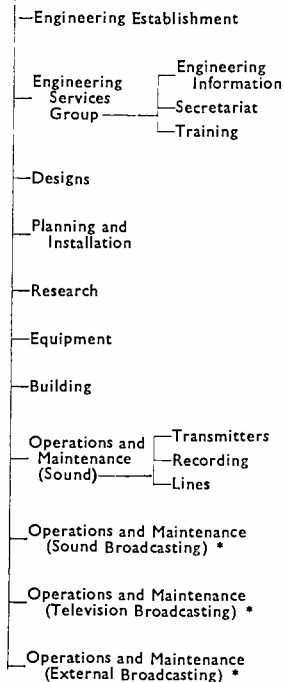 Engineering Establishment
Engineering
Services
Group
Engineering
Information
Secretariat
Training
Designs
Planning and
Installation
Research
Equipment
Building
Operations and
Maintenance
(Sound)
Transmitters
Recording
Lines
Operations and Maintenance
(Sound Broadcasting) *
Operations and Maintenance
(Television Broadcasting) *
Operations and Maintenance
(External Broadcasting) *